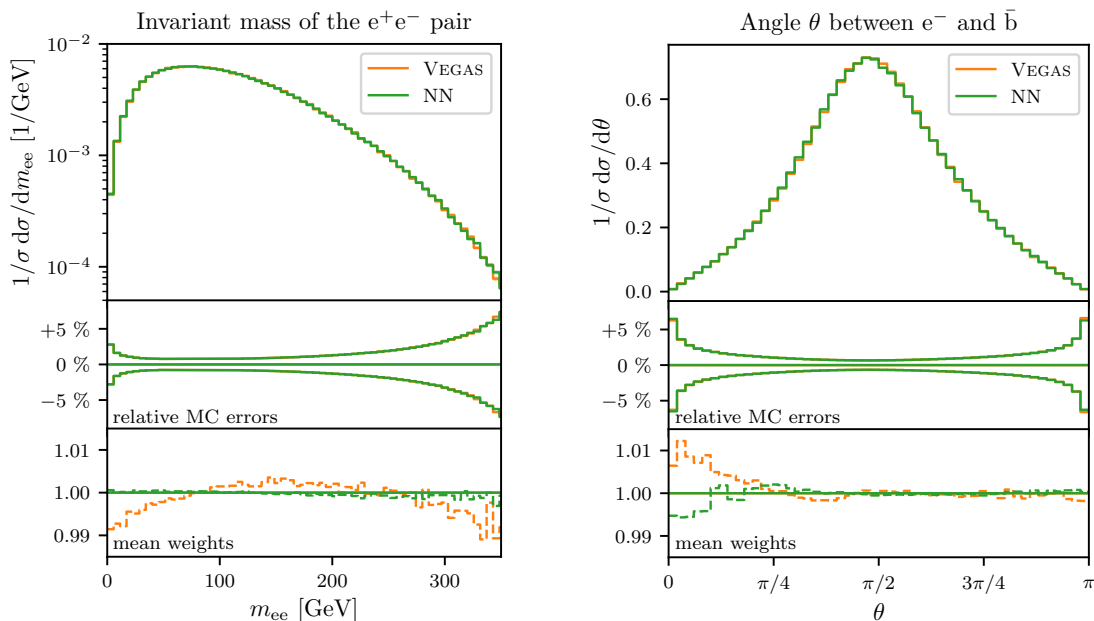 Invariant mass of the e⁺e⁻ pair
1/σ dσ/dmₑₑ [1/GeV]
10⁻²
10⁻³
10⁻⁴
VEGAS
NN
+5 %
0 %
−5 %
relative MC errors
1.01
1.00
0.99
mean weights
0
100
200
300
mₑₑ [GeV]
Angle θ between e⁻ and b̄
1/σ dσ/dθ
0.6
0.4
0.2
0.0
VEGAS
NN
+5 %
0 %
−5 %
relative MC errors
1.01
1.00
0.99
mean weights
0
π/4
π/2
3π/4
π
θ